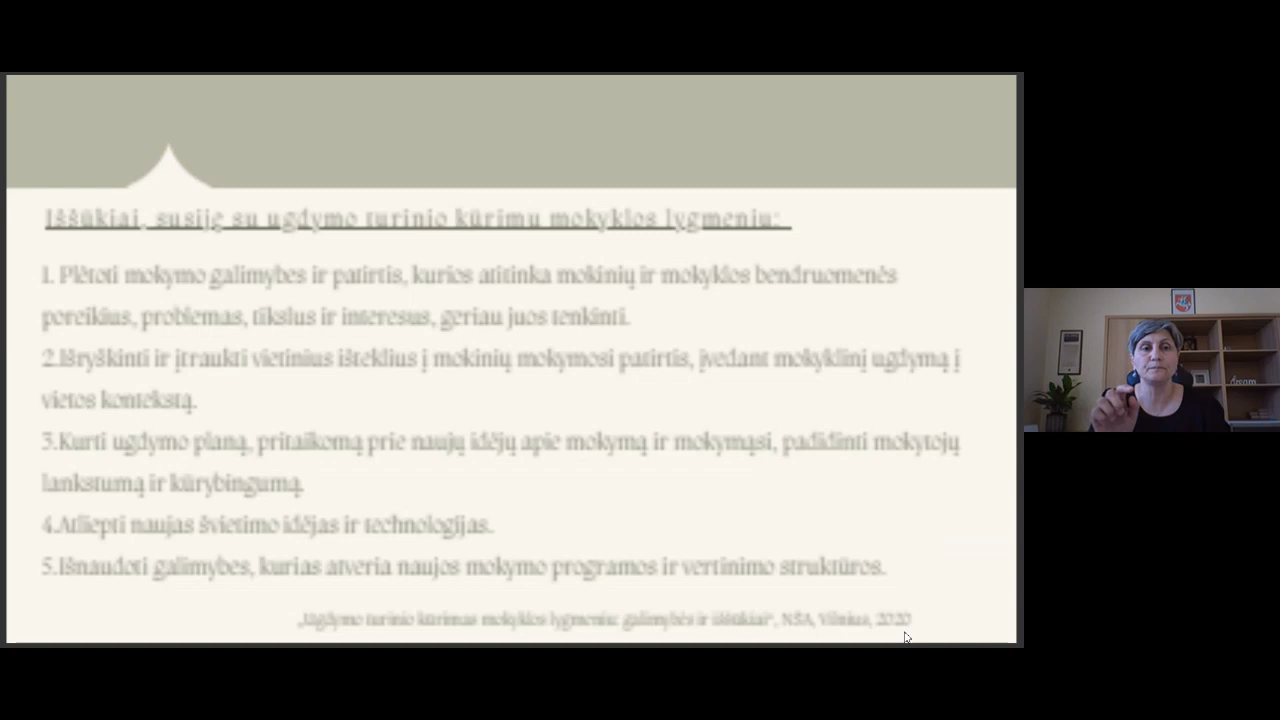 Iššūkiai, susiję su ugdymo turinio kūrimu mokyklos lygmeniu:
1. Plėtoti mokymo galimybes ir patirtis, kurios atitinka mokinių ir mokyklos bendruomenės
poreikius, problemas, tikslus ir interesus, geriau juos tenkinti.
2.Išryškinti ir įtraukti vietinius išteklius į mokinių mokymosi patirtis, įvedant mokyklinį ugdymą į
vietos kontekstą.
3.Kurti ugdymo planą, pritaikomą prie naujų idėjų apie mokymą ir mokymąsi, padidinti mokytojų
lankstumą ir kūrybingumą.
4.Atliepti naujas švietimo idėjas ir technologijas.
5.Išnaudoti galimybes, kurias atveria naujos mokymo programos ir vertinimo struktūros.
„Ugdymo turinio kūrimas mokyklos lygmeniu: galimybės ir iššūkiai“, NŠA, Vilnius, 2020
dream